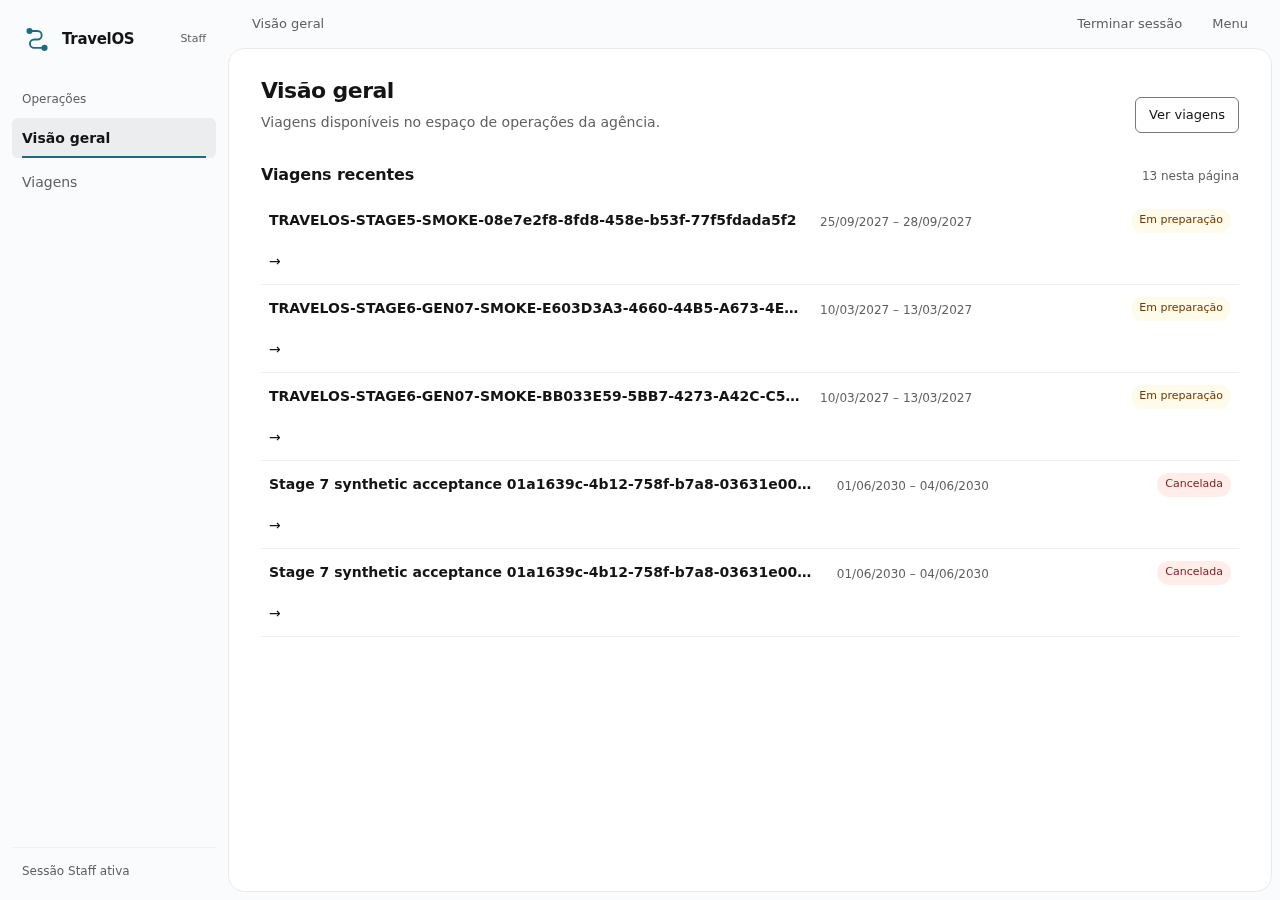 TravelOS
Staff
Visão geral
Terminar sessão
Menu
Operações
Visão geral
Viagens
Visão geral
Viagens disponíveis no espaço de operações da agência.
Ver viagens
Viagens recentes
13 nesta página
TRAVELOS-STAGE5-SMOKE-08e7e2f8-8fd8-458e-b53f-77f5fdada5f2
25/09/2027 – 28/09/2027
Em preparação
→
TRAVELOS-STAGE6-GEN07-SMOKE-E603D3A3-4660-44B5-A673-4E…
10/03/2027 – 13/03/2027
Em preparação
→
TRAVELOS-STAGE6-GEN07-SMOKE-BB033E59-5BB7-4273-A42C-C5…
10/03/2027 – 13/03/2027
Em preparação
→
Stage 7 synthetic acceptance 01a1639c-4b12-758f-b7a8-03631e00…
01/06/2030 – 04/06/2030
Cancelada
→
Stage 7 synthetic acceptance 01a1639c-4b12-758f-b7a8-03631e00…
01/06/2030 – 04/06/2030
Cancelada
→
Sessão Staff ativa